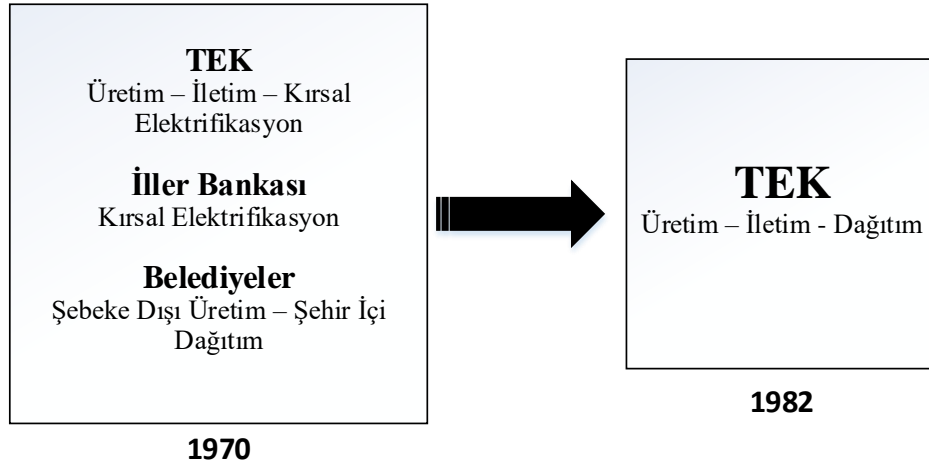 TEK
Üretim – İletim – Kırsal
Elektrifikasyon
İller Bankası
Kırsal Elektrifikasyon
Belediyeler
Şebeke Dışı Üretim – Şehir İçi
Dağıtım
1970
TEK
Üretim – İletim - Dağıtım
1982